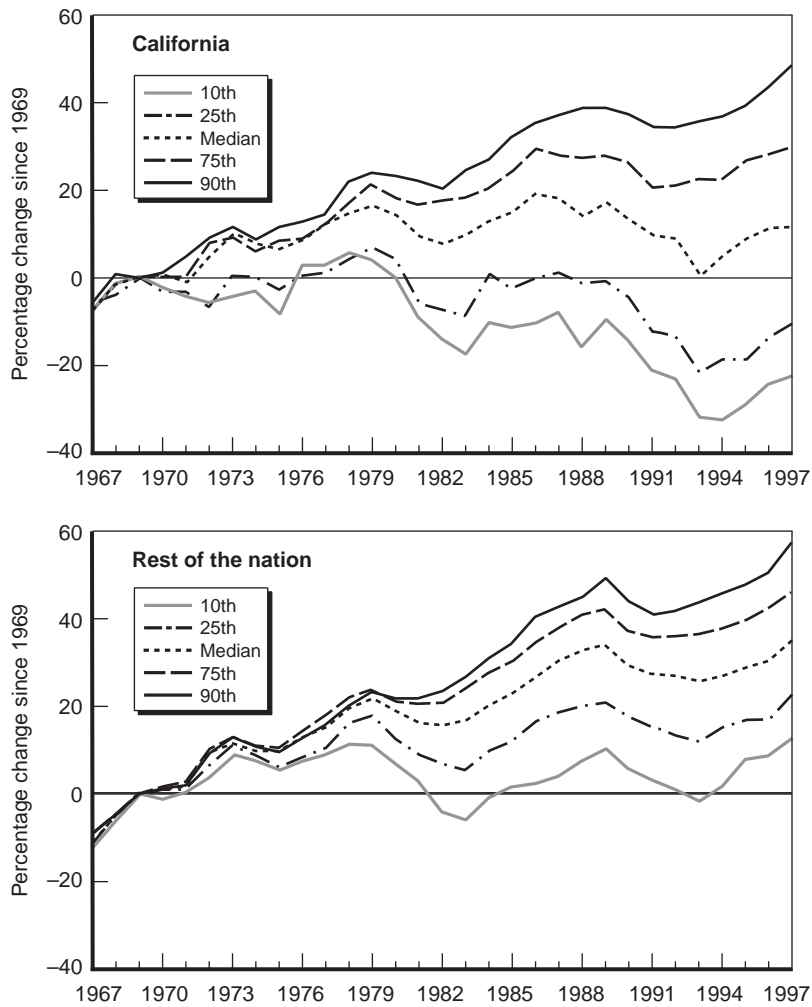 60
California
10th
25th
Median
75th
90th
40
20
0
–20
–40
Percentage change since 1969
1967 1970 1973 1976 1979 1982 1985 1988 1991 1994 1997
60
Rest of the nation
10th
25th
Median
75th
90th
40
20
0
–20
–40
Percentage change since 1969
1967 1970 1973 1976 1979 1982 1985 1988 1991 1994 1997